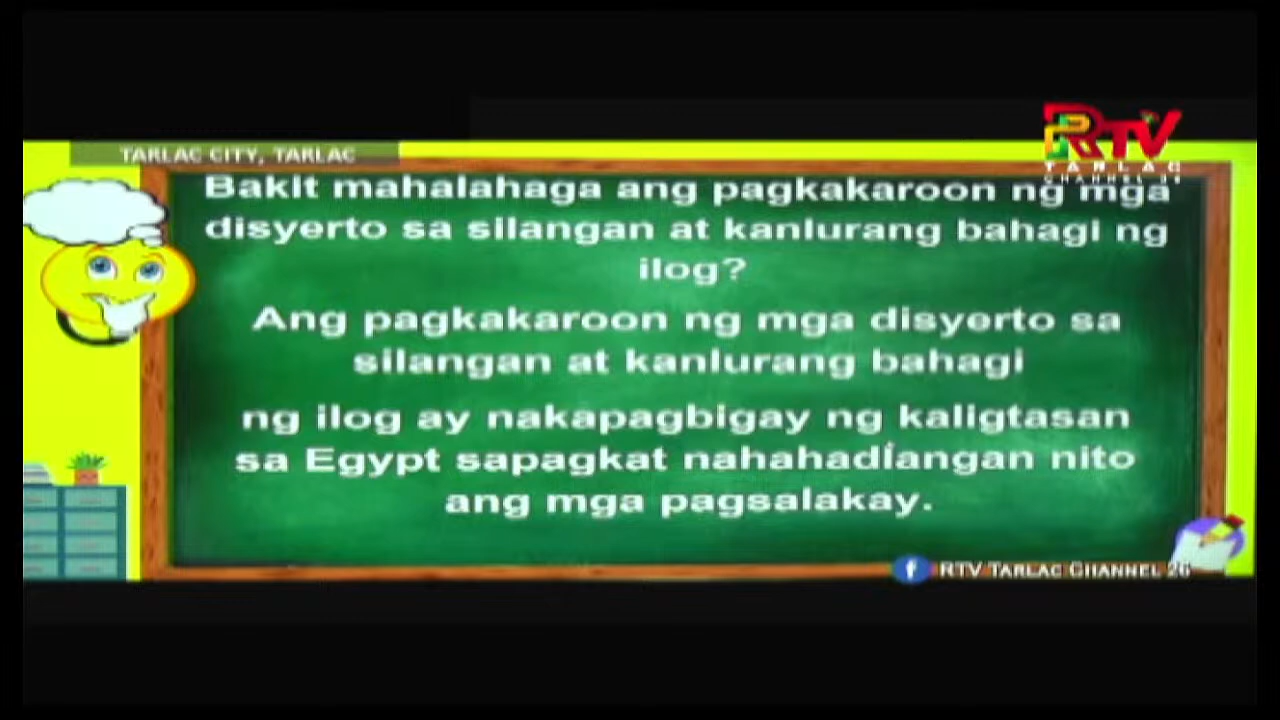 TARLAC CITY, TARLAC
RTV
TARLAC
CHANNEL 26
Bakit mahalahaga ang pagkakaroon ng mga
disyerto sa silangan at kanlurang bahagi ng
ilog?
Ang pagkakaroon ng mga disyerto sa
silangan at kanlurang bahagi
ng ilog ay nakapagbigay ng kaligtasan
sa Egypt sapagkat nahahadlangan nito
ang mga pagsalakay.
f RTV TARLAC CHANNEL 26